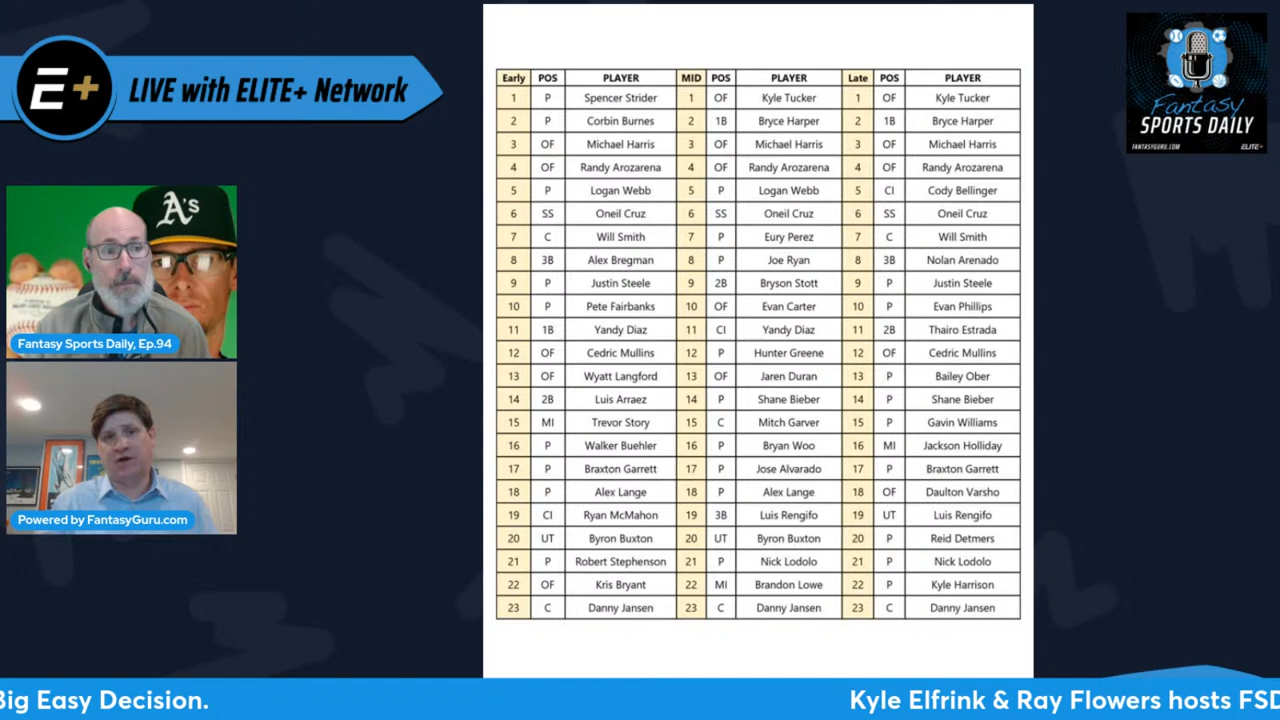 E+
LIVE with ELITE+ Network
Fantasy
SPORTS DAILY
FANTASYGURU.COM ELITE+
A's
Fantasy Sports Daily, Ep.94
Powered by FantasyGuru.com
Early POS PLAYER MID POS PLAYER Late POS PLAYER
1 P Spencer Strider 1 OF Kyle Tucker 1 OF Kyle Tucker
2 P Corbin Burnes 2 1B Bryce Harper 2 1B Bryce Harper
3 OF Michael Harris 3 OF Michael Harris 3 OF Michael Harris
4 OF Randy Arozarena 4 OF Randy Arozarena 4 OF Randy Arozarena
5 P Logan Webb 5 P Logan Webb 5 CI Cody Bellinger
6 SS Oneil Cruz 6 SS Oneil Cruz 6 SS Oneil Cruz
7 C Will Smith 7 P Eury Perez 7 C Will Smith
8 3B Alex Bregman 8 P Joe Ryan 8 3B Nolan Arenado
9 P Justin Steele 9 2B Bryson Stott 9 P Justin Steele
10 P Pete Fairbanks 10 OF Evan Carter 10 P Evan Phillips
11 1B Yandy Diaz 11 CI Yandy Diaz 11 2B Thairo Estrada
12 OF Cedric Mullins 12 P Hunter Greene 12 OF Cedric Mullins
13 OF Wyatt Langford 13 OF Jaren Duran 13 P Bailey Ober
14 2B Luis Arraez 14 P Shane Bieber 14 P Shane Bieber
15 MI Trevor Story 15 C Mitch Garver 15 P Gavin Williams
16 P Walker Buehler 16 P Bryan Woo 16 MI Jackson Holliday
17 P Braxton Garrett 17 P Jose Alvarado 17 P Braxton Garrett
18 P Alex Lange 18 P Alex Lange 18 OF Daulton Varsho
19 CI Ryan McMahon 19 3B Luis Rengifo 19 UT Luis Rengifo
20 UT Byron Buxton 20 UT Byron Buxton 20 P Reid Detmers
21 P Robert Stephenson 21 P Nick Lodolo 21 P Nick Lodolo
22 OF Kris Bryant 22 MI Brandon Lowe 22 P Kyle Harrison
23 C Danny Jansen 23 C Danny Jansen 23 C Danny Jansen
Big Easy Decision. Kyle Elfrink & Ray Flowers hosts FSD